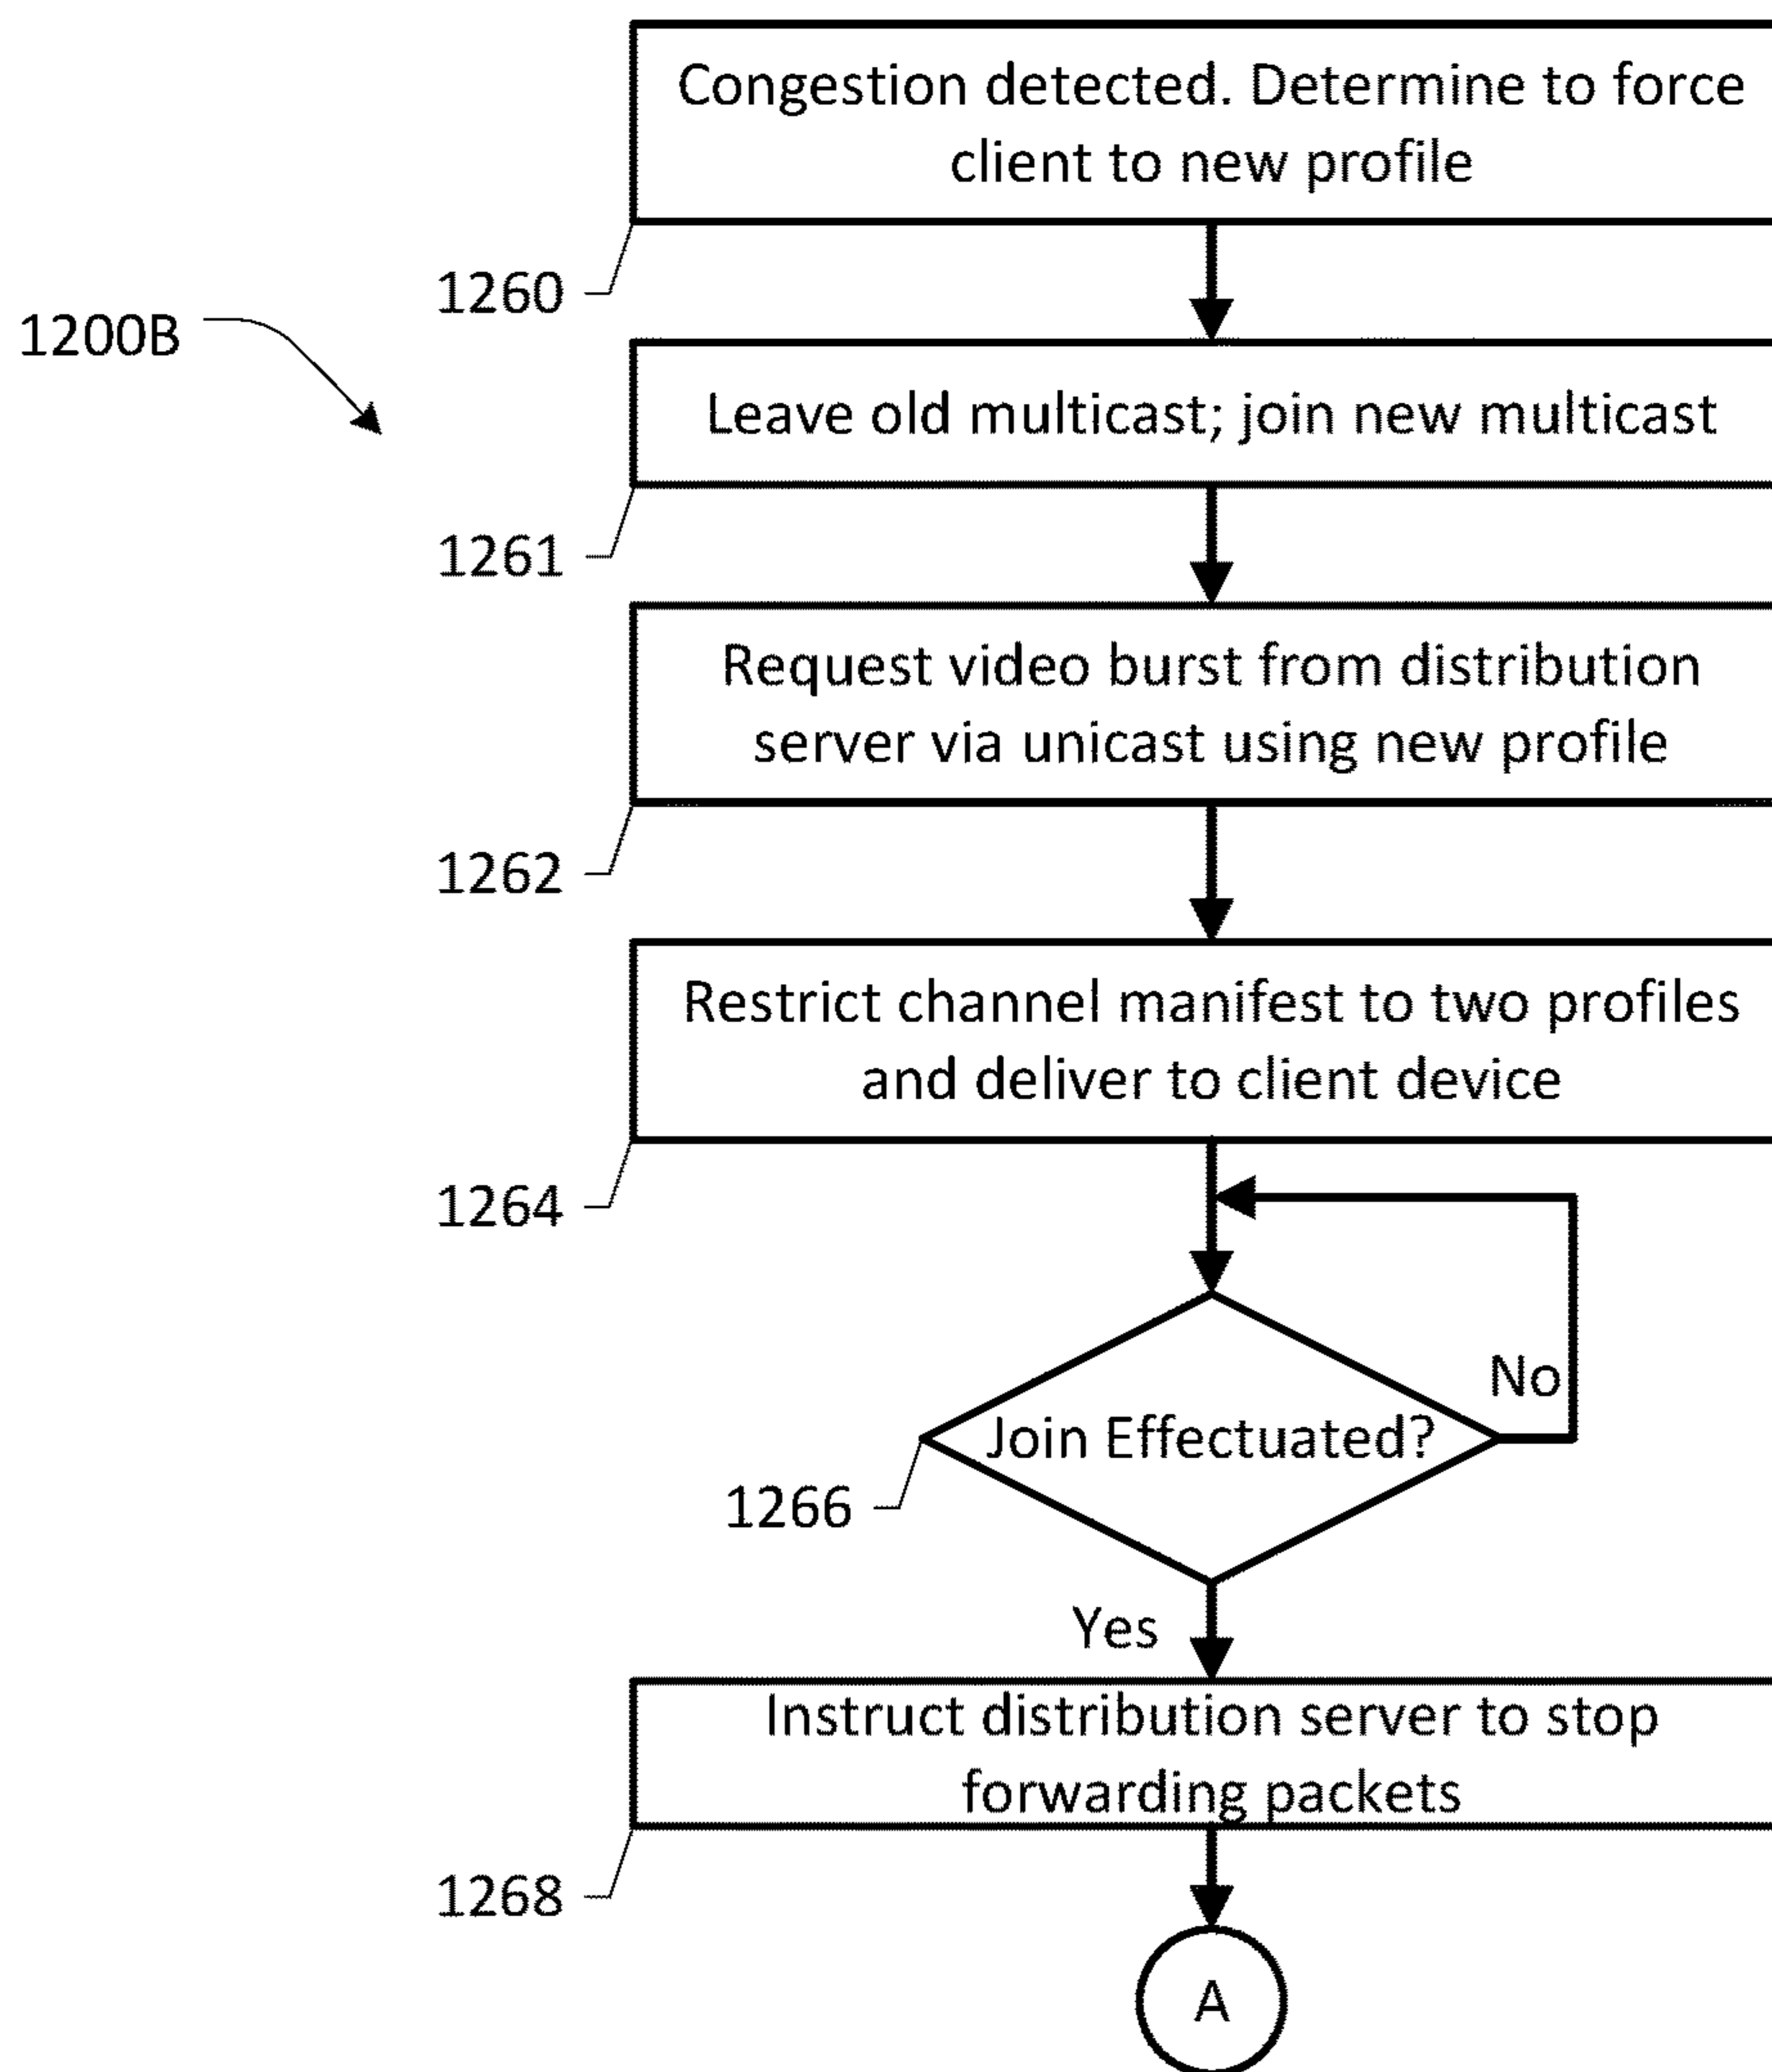 Congestion detected. Determine to force
client to new profile
1260
1200B
Leave old multicast; join new multicast
1261
Request video burst from distribution
server via unicast using new profile
1262
Restrict channel manifest to two profiles
and deliver to client device
1264
No
Join Effectuated?
1266
Yes
Instruct distribution server to stop
forwarding packets
1268
A